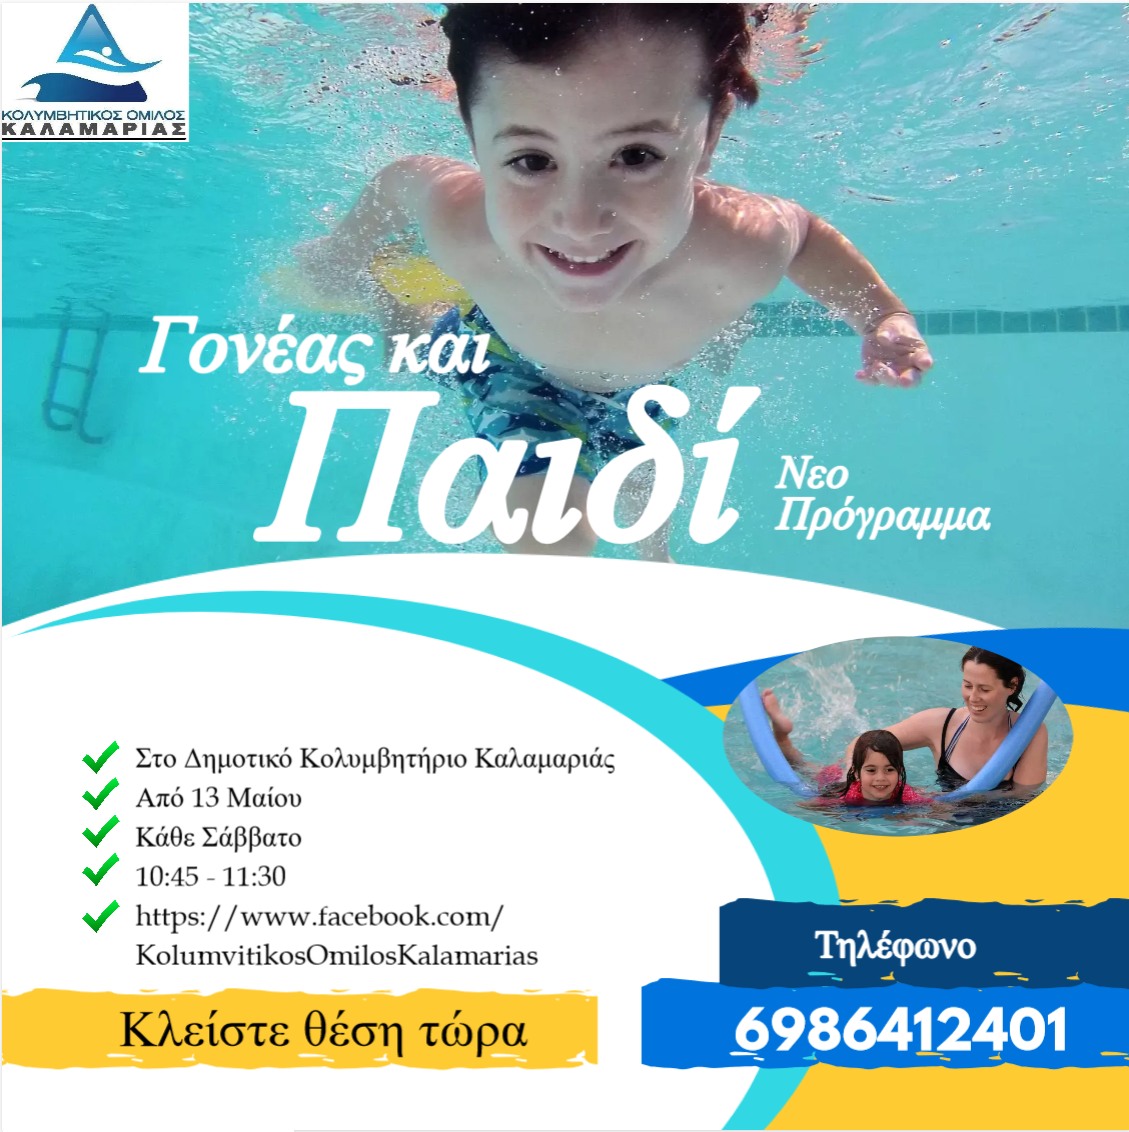 ΚΟΛΥΜΒΗΤΙΚΟΣ ΟΜΙΛΟΣ
ΚΑΛΑΜΑΡΙΑΣ
Γονέας και
Παιδί
Νεο
Πρόγραμμα
Στο Δημοτικό Κολυμβητήριο Καλαμαριάς
Από 13 Μαίου
Κάθε Σάββατο
10:45 - 11:30
https://www.facebook.com/
KolumvitikosOmilosKalamarias
Κλείστε θέση τώρα
Τηλέφωνο
6986412401